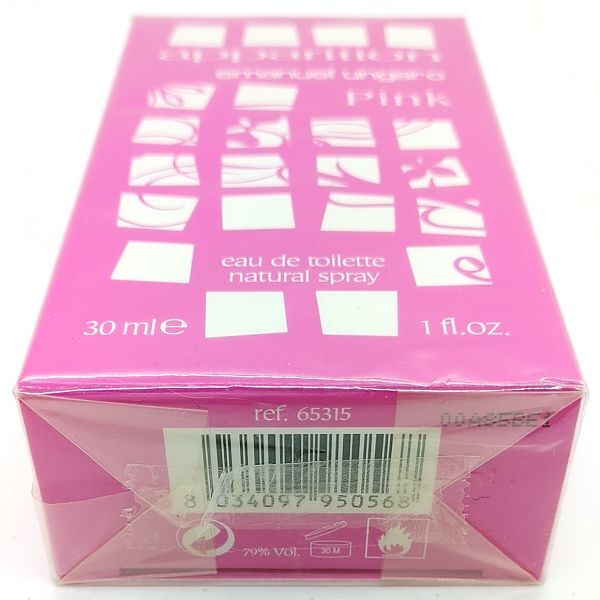 apparition
emanuel ungaro
Pink
eau de toilette
natural spray
30 ml e
1 fl.oz.
ref. 65315
8 034097 950568
79% Vol.
30 M